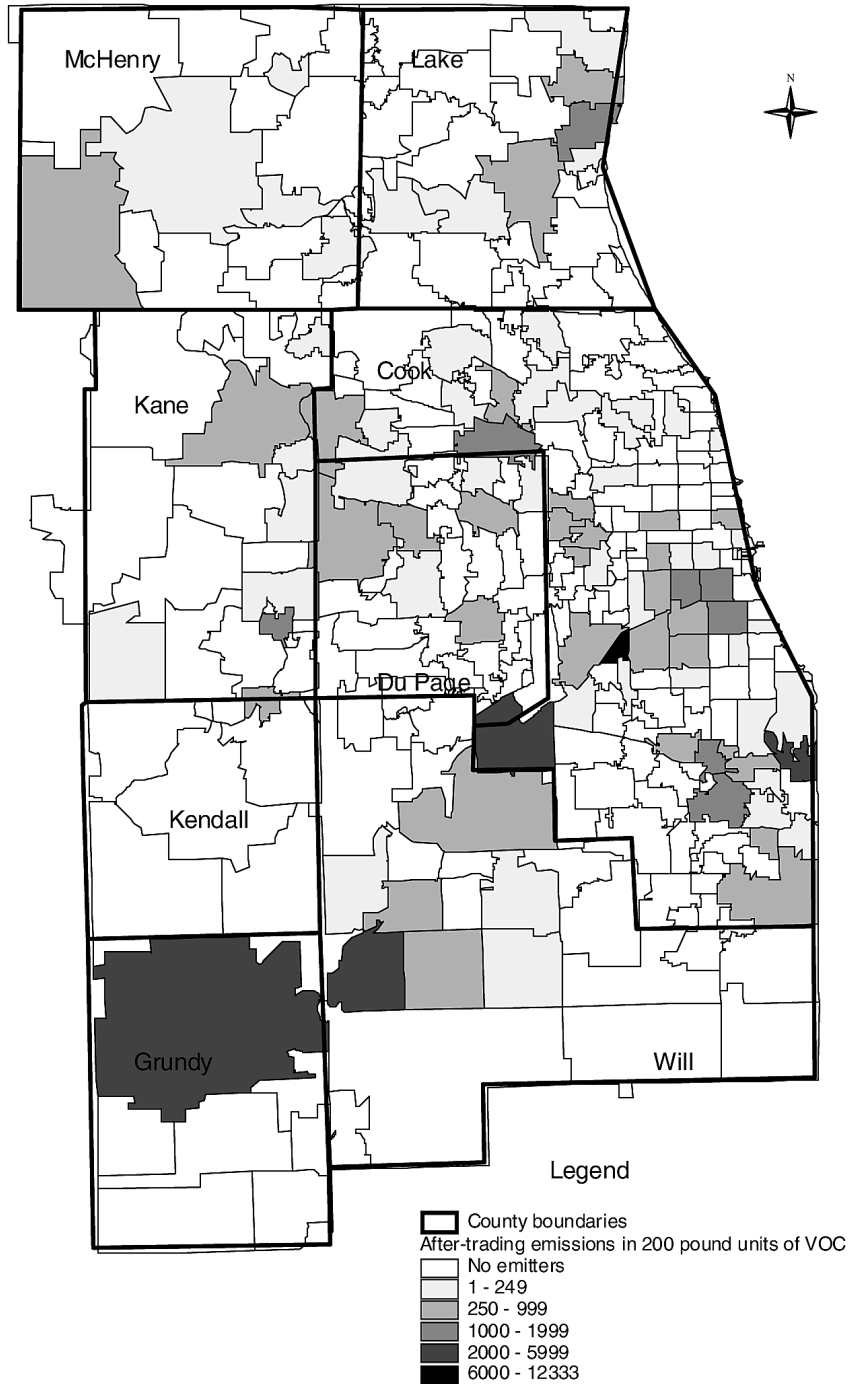 McHenry
Lake
N
Cook
Kane
Du Page
Kendall
Grundy
Will
Legend
County boundaries
After-trading emissions in 200 pound units of VOC
No emitters
1 - 249
250 - 999
1000 - 1999
2000 - 5999
6000 - 12333